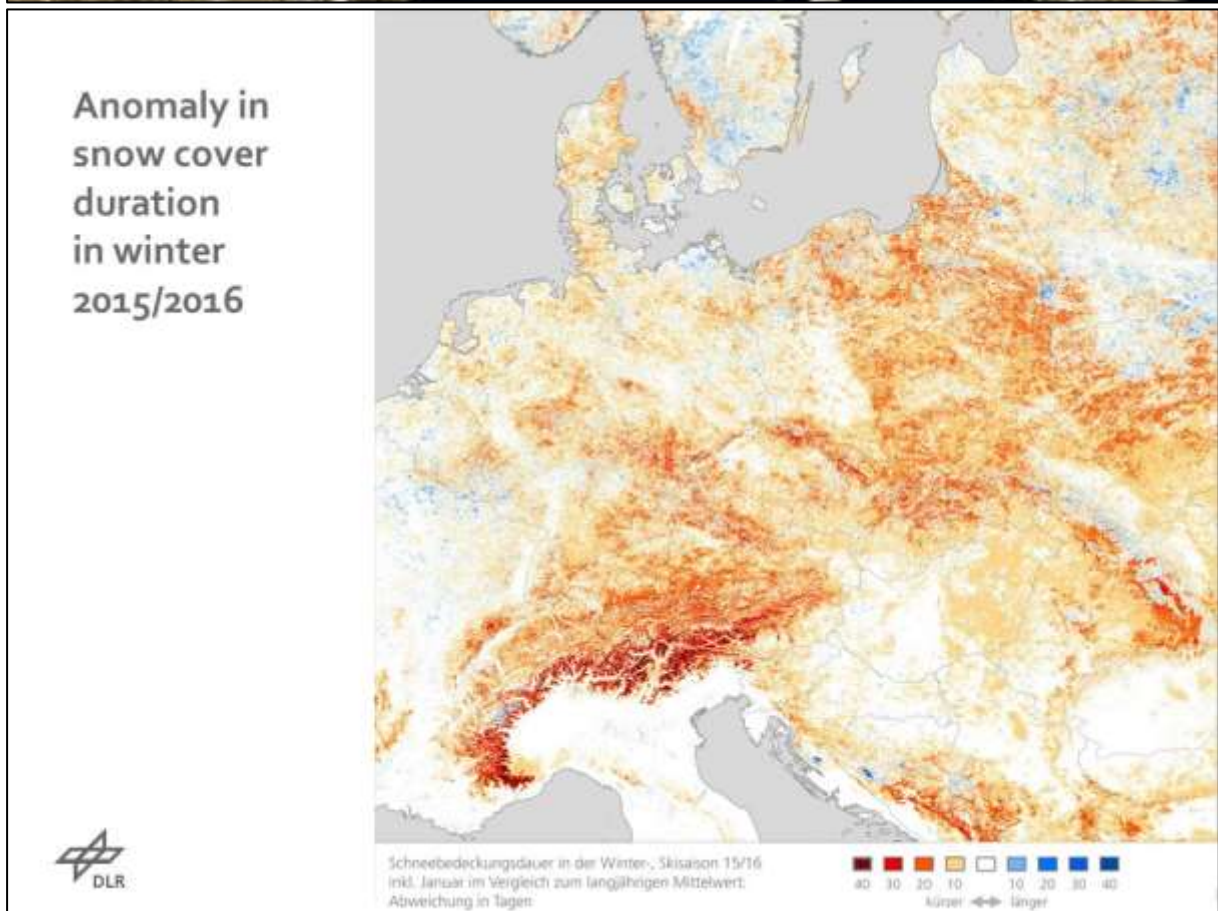 Anomaly in
snow cover
duration
in winter
2015/2016
DLR
Schneebedeckungsdauer in der Winter-, Skisaison 15/16
inkl. Januar im Vergleich zum langjährigen Mittelwert:
Abweichung in Tagen
40 30 20 10 10 20 30 40
kürzer länger